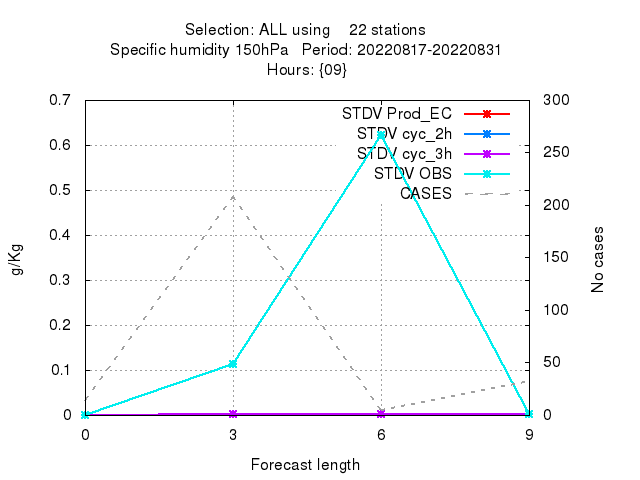 Selection: ALL using 22 stations
Specific humidity 150hPa Period: 20220817-20220831
Hours: {09}
STDV Prod_EC
STDV cyc_2h
STDV cyc_3h
STDV OBS
CASES
0.7
0.6
0.5
0.4
0.3
0.2
0.1
0
300
250
200
150
100
50
0
g/Kg
No cases
0 3 6 9
Forecast length